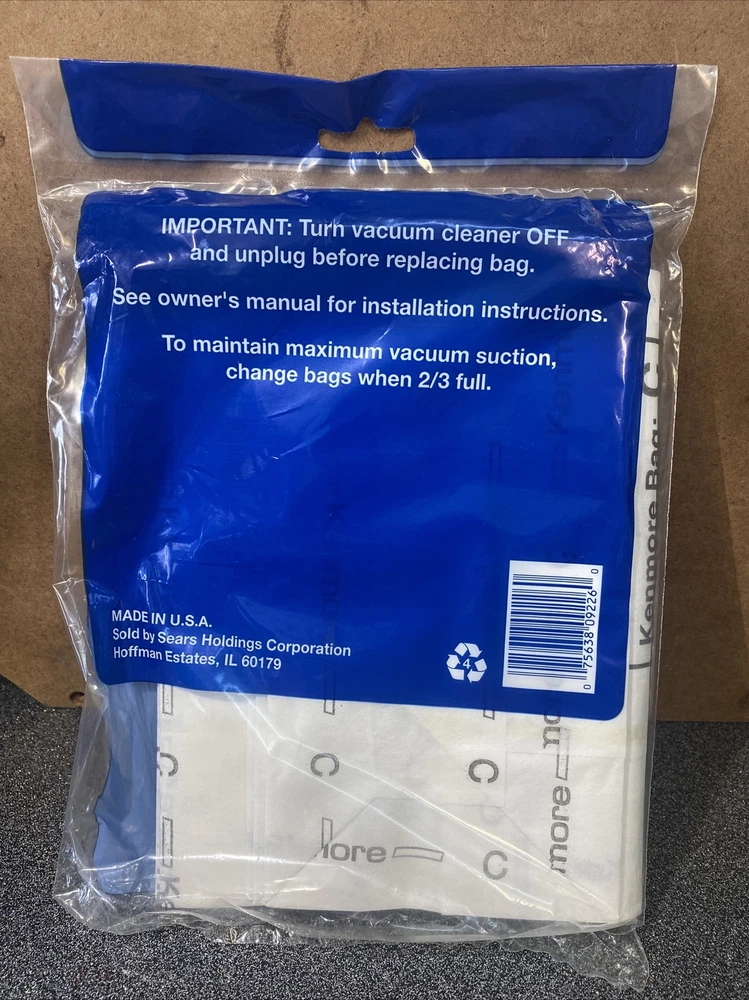 IMPORTANT: Turn vacuum cleaner OFF
and unplug before replacing bag.
See owner's manual for installation instructions.
To maintain maximum vacuum suction,
change bags when 2/3 full.
MADE IN U.S.A.
Sold by Sears Holdings Corporation
Hoffman Estates, IL 60179
4
0 75638 09226 0
Kenmore Bag: C
Kenm
C
C
C
lore
C
more